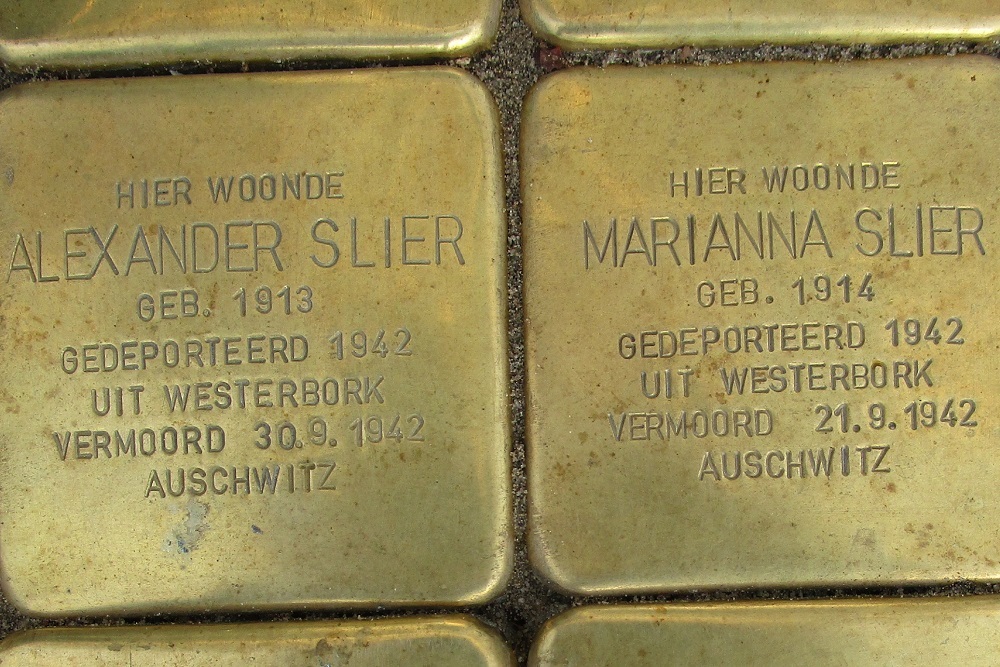 HIER WOONDE
ALEXANDER SLIER
GEB. 1913
GEDEPORTEERD 1942
UIT WESTERBORK
VERMOORD 30.9.1942
AUSCHWITZ
HIER WOONDE
MARIANNA SLIER
GEB. 1914
GEDEPORTEERD 1942
UIT WESTERBORK
VERMOORD 21.9.1942
AUSCHWITZ